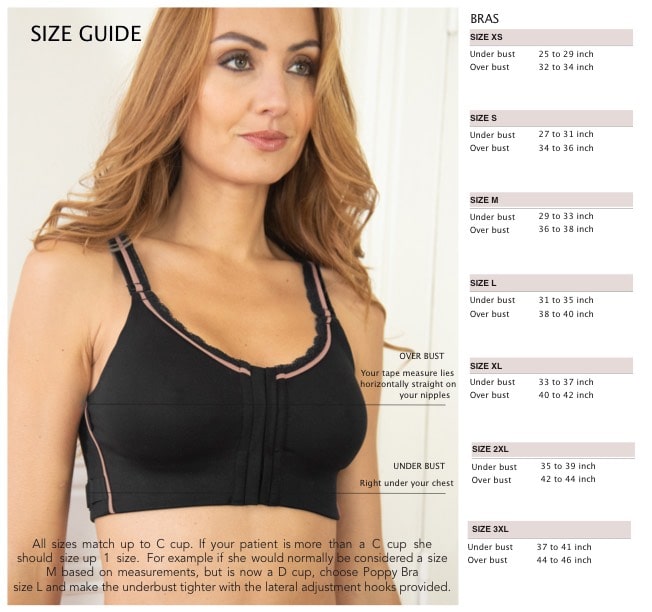 SIZE GUIDE
OVER BUST
Your tape measure lies
horizontally straight on
your nipples
UNDER BUST
Right under your chest
All sizes match up to C cup. If your patient is more than a C cup she
should size up 1 size. For example if she would normally be considered a size
M based on measurements, but is now a D cup, choose Poppy Bra
size L and make the underbust tighter with the lateral adjustment hooks provided.
BRAS
SIZE XS
Under bust 25 to 29 inch
Over bust 32 to 34 inch
SIZE S
Under bust 27 to 31 inch
Over bust 34 to 36 inch
SIZE M
Under bust 29 to 33 inch
Over bust 36 to 38 inch
SIZE L
Under bust 31 to 35 inch
Over bust 38 to 40 inch
SIZE XL
Under bust 33 to 37 inch
Over bust 40 to 42 inch
SIZE 2XL
Under bust 35 to 39 inch
Over bust 42 to 44 inch
SIZE 3XL
Under bust 37 to 41 inch
Over bust 44 to 46 inch